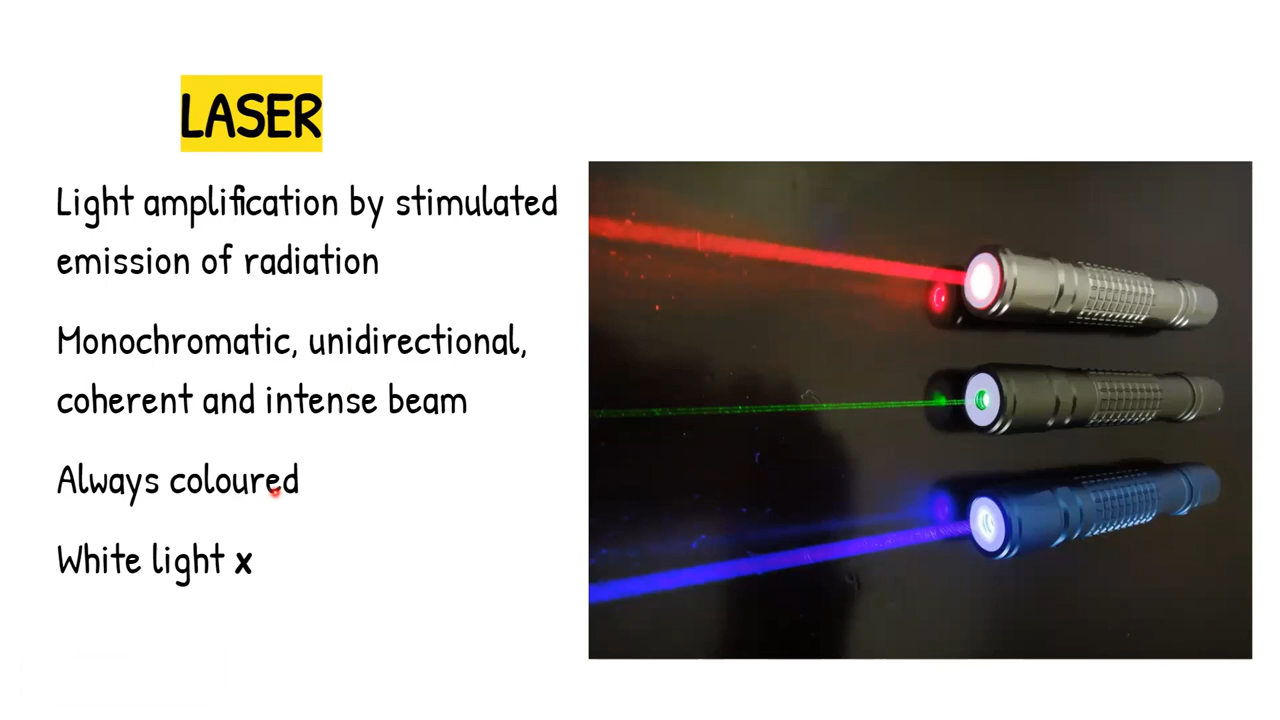 LASER
Light amplification by stimulated
emission of radiation
Monochromatic, unidirectional,
coherent and intense beam
Always coloured
White light x